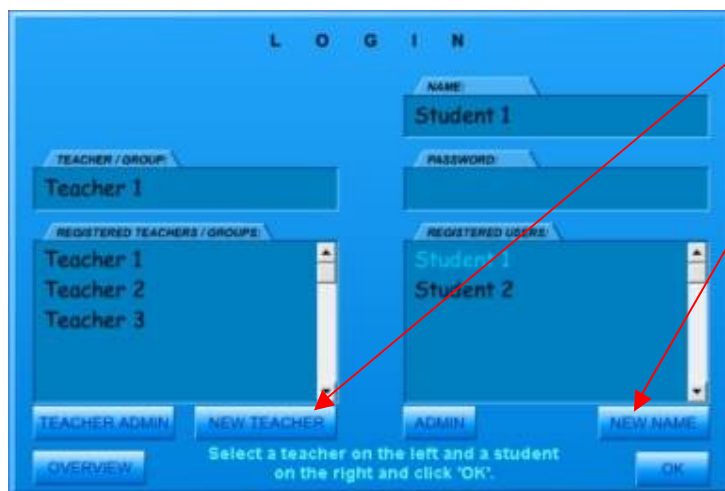 L O G I N
NAME:
Student 1
TEACHER / GROUP:
Teacher 1
PASSWORD:
REGISTERED TEACHERS / GROUPS:
Teacher 1
Teacher 2
Teacher 3
REGISTERED USERS:
Student 1
Student 2
TEACHER ADMIN
NEW TEACHER
ADMIN
NEW NAME
OVERVIEW
Select a teacher on the left and a student
on the right and click 'OK'.
OK